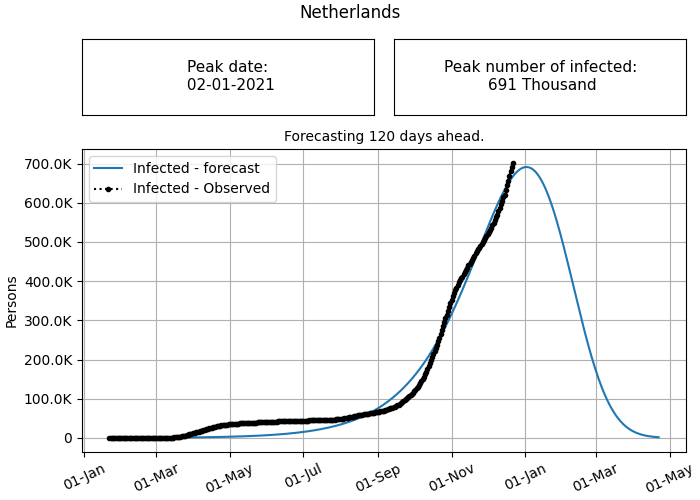 Netherlands
Peak date:
02-01-2021
Peak number of infected:
691 Thousand
Forecasting 120 days ahead.
Infected - forecast
Infected - Observed
700.0K
600.0K
500.0K
400.0K
300.0K
200.0K
100.0K
0
Persons
01-Jan
01-Mar
01-May
01-Jul
01-Sep
01-Nov
01-Jan
01-Mar
01-May